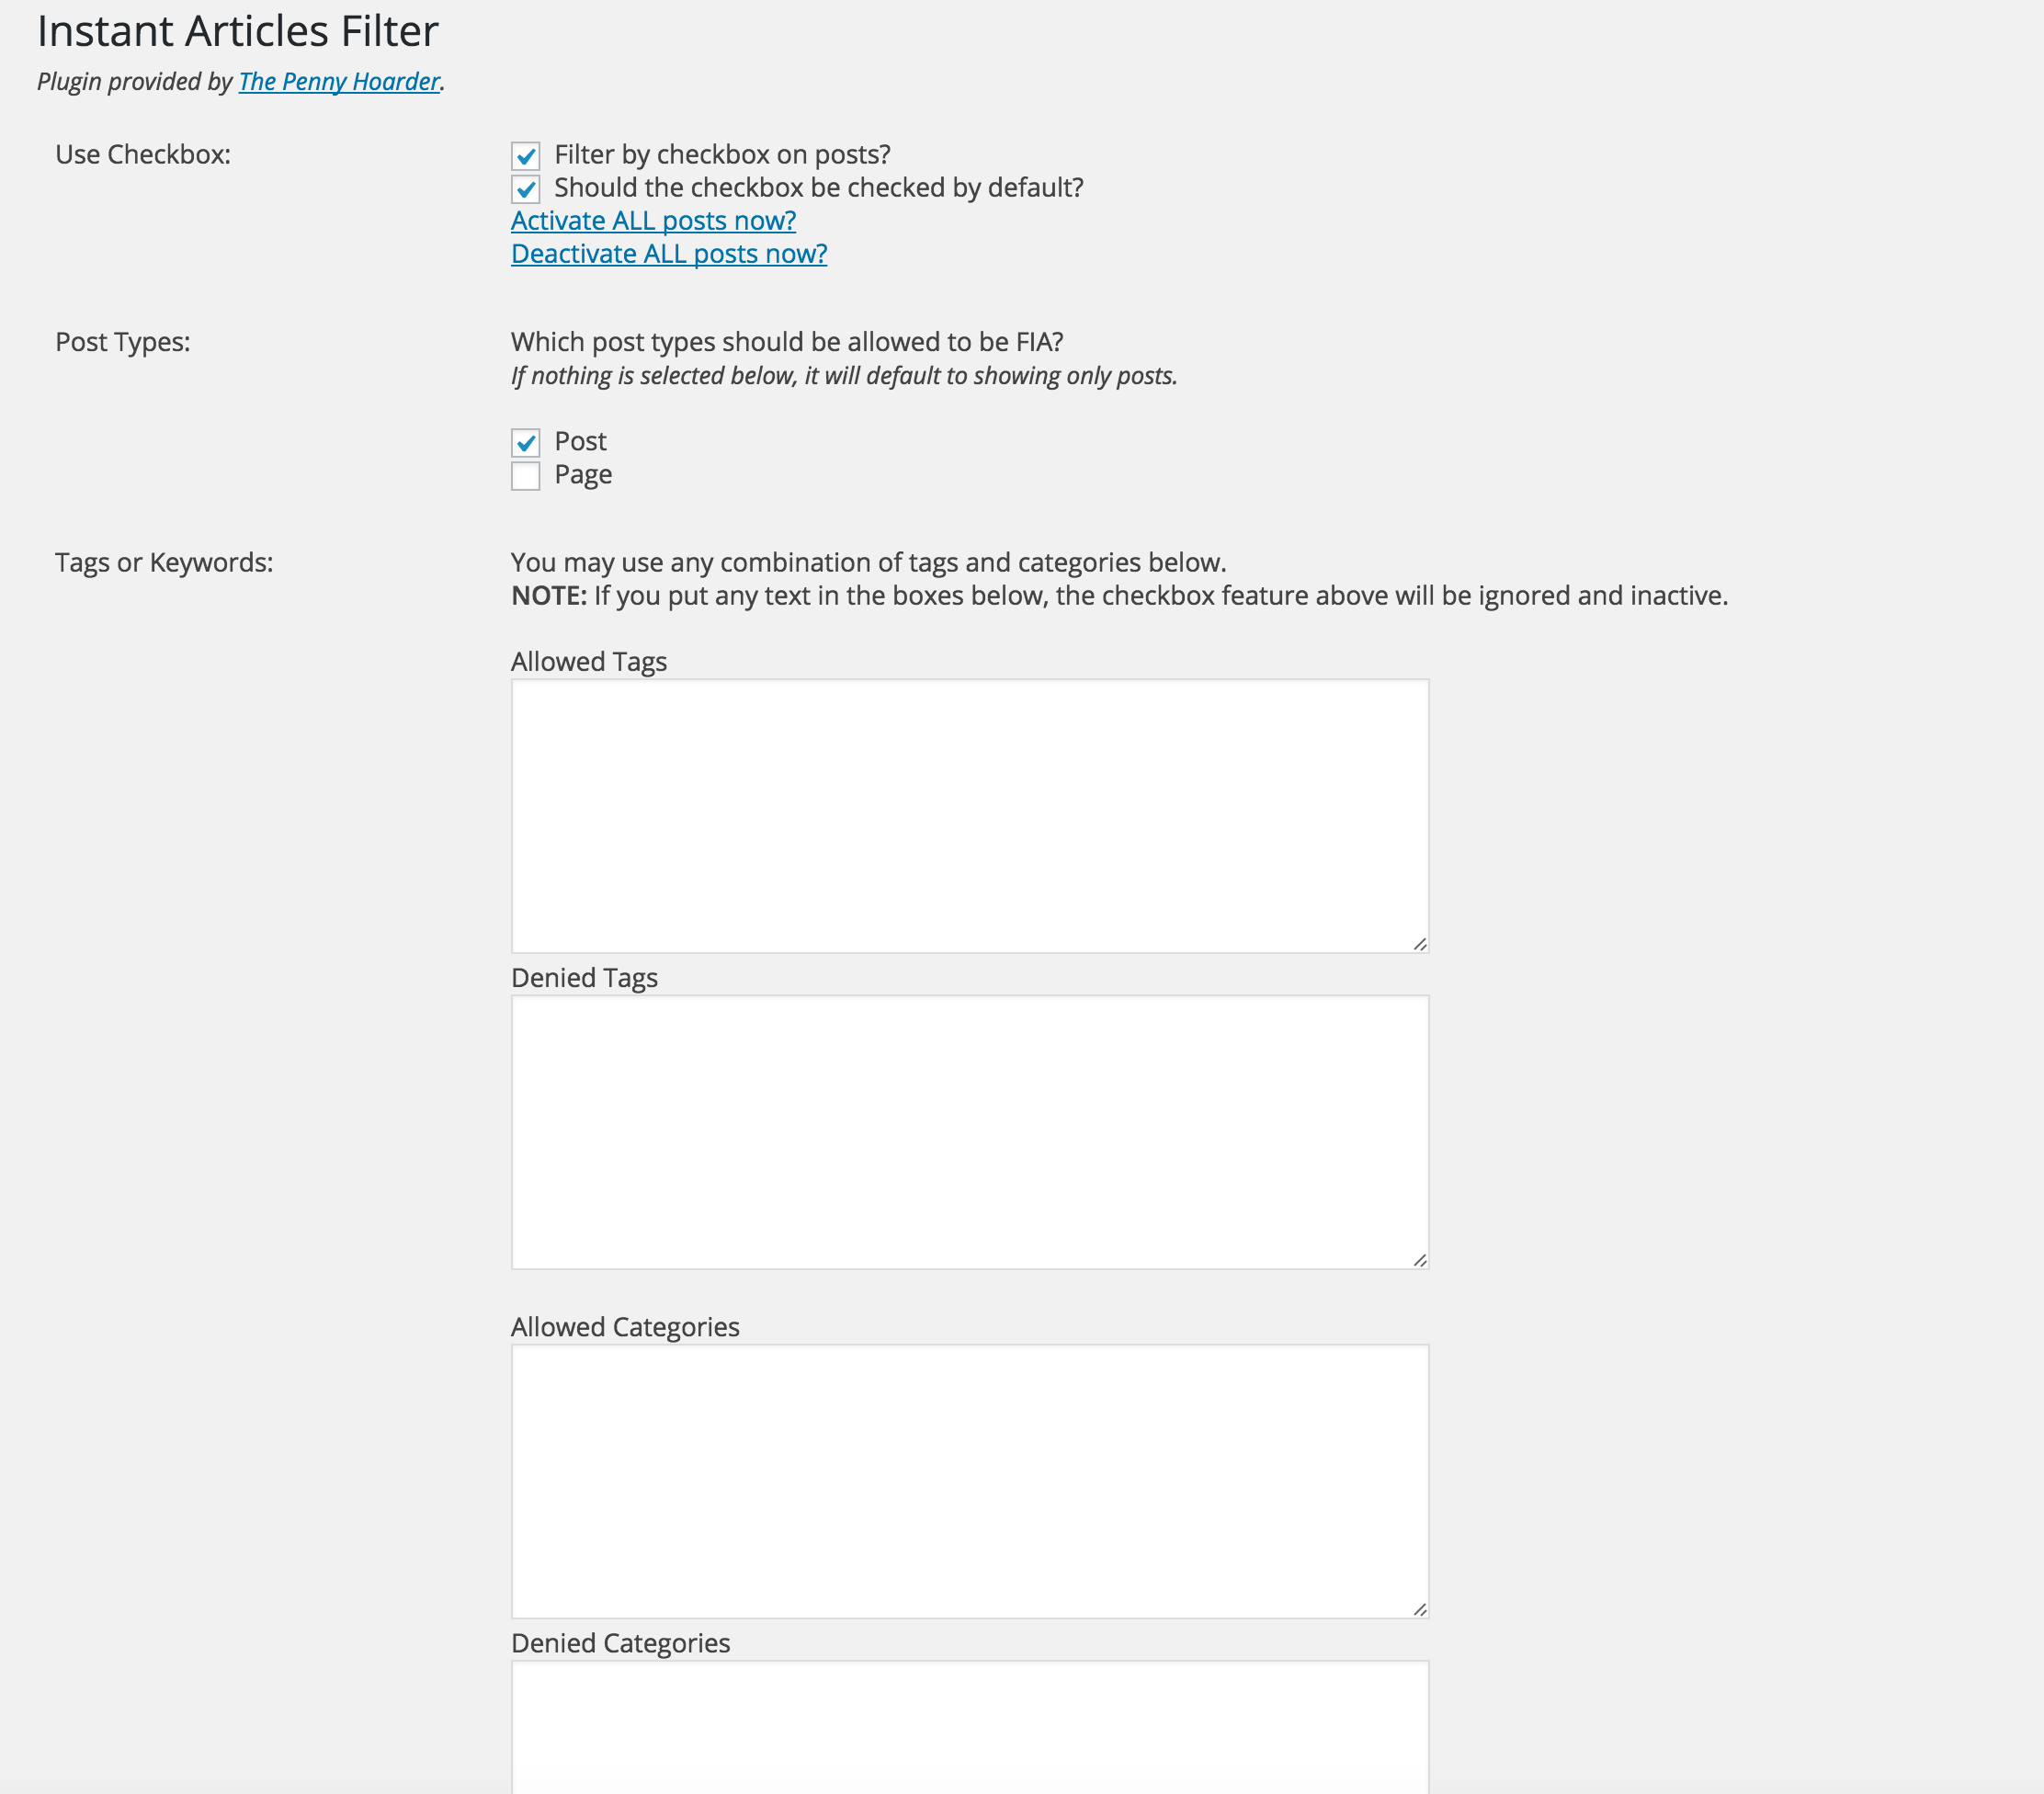 Instant Articles Filter
Plugin provided by The Penny Hoarder.
Use Checkbox:
Filter by checkbox on posts?
Should the checkbox be checked by default?
Activate ALL posts now?
Deactivate ALL posts now?
Post Types:
Which post types should be allowed to be FIA?
If nothing is selected below, it will default to showing only posts.
Post
Page
Tags or Keywords:
You may use any combination of tags and categories below.
NOTE: If you put any text in the boxes below, the checkbox feature above will be ignored and inactive.
Allowed Tags
Denied Tags
Allowed Categories
Denied Categories